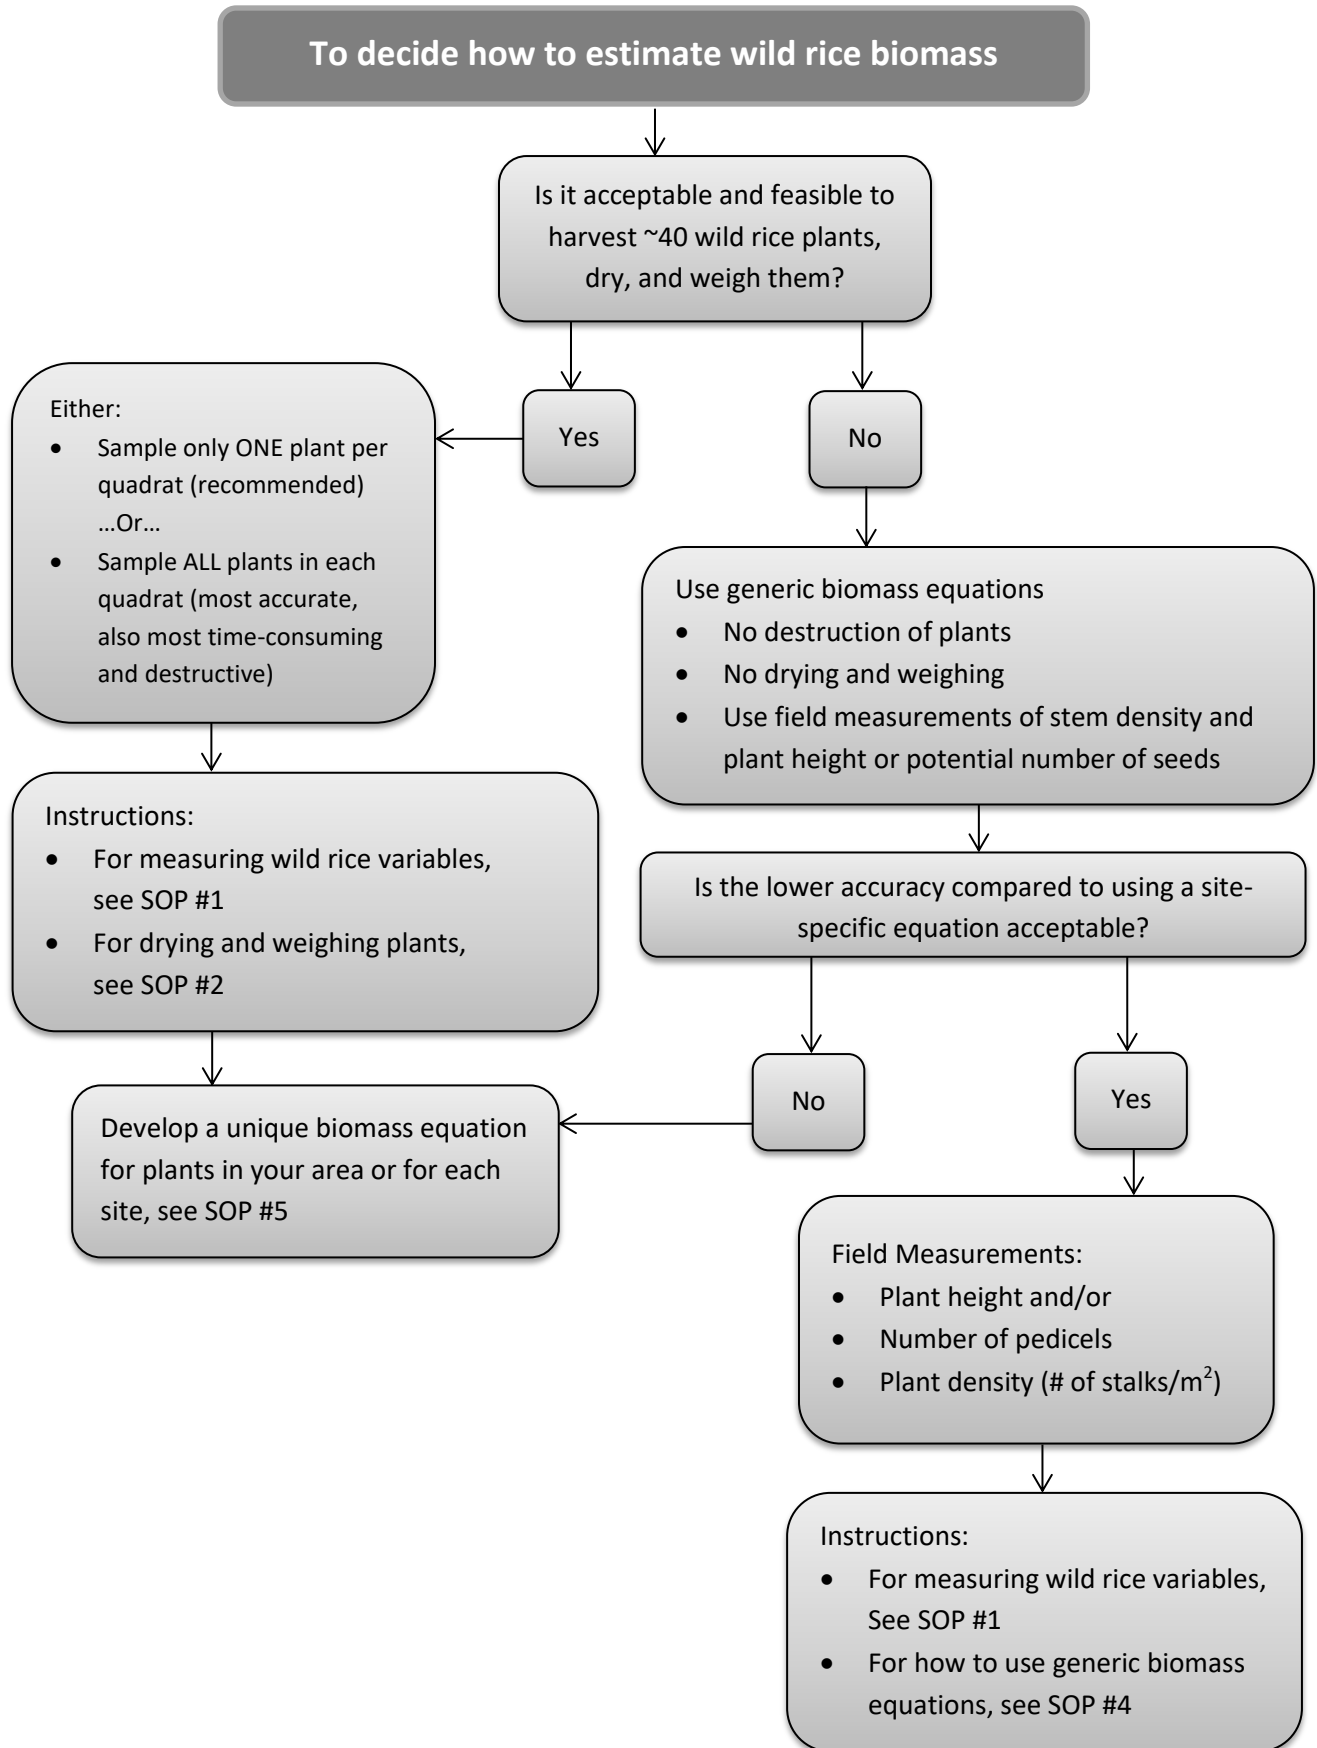 To decide how to estimate wild rice biomass
Is it acceptable and feasible to
harvest ~40 wild rice plants,
dry, and weigh them?
Yes
No
Either:
• Sample only ONE plant per
quadrat (recommended)
…Or…
• Sample ALL plants in each
quadrat (most accurate,
also most time-consuming
and destructive)
Use generic biomass equations
• No destruction of plants
• No drying and weighing
• Use field measurements of stem density and
plant height or potential number of seeds
Instructions:
• For measuring wild rice variables,
see SOP #1
• For drying and weighing plants,
see SOP #2
Is the lower accuracy compared to using a site-
specific equation acceptable?
No
Yes
Develop a unique biomass equation
for plants in your area or for each
site, see SOP #5
Field Measurements:
• Plant height and/or
• Number of pedicels
• Plant density (# of stalks/m²)
Instructions:
• For measuring wild rice variables,
See SOP #1
• For how to use generic biomass
equations, see SOP #4